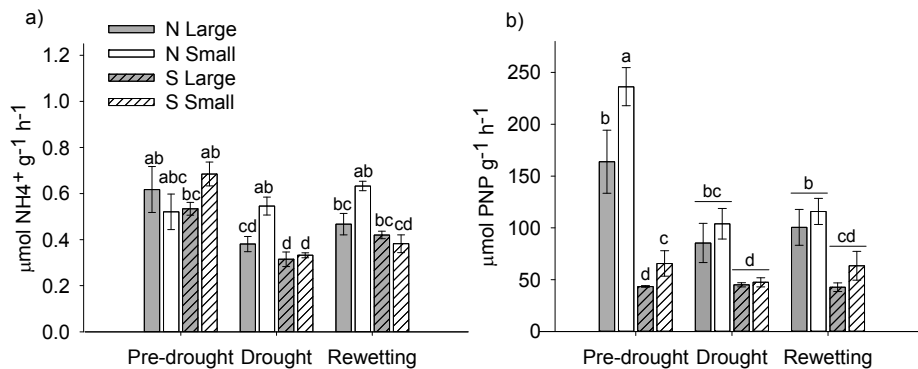 a)
N Large
N Small
S Large
S Small
μmol NH4+ g-1 h-1
1.2
1.0
0.8
0.6
0.4
0.2
0.0
ab
abc
bc
ab
cd
ab
d
d
bc
ab
bc
cd
Pre-drought Drought Rewetting
b)
μmol PNP g-1 h-1
250
200
150
100
50
0
b
a
d
c
bc
d
b
cd
Pre-drought Drought Rewetting